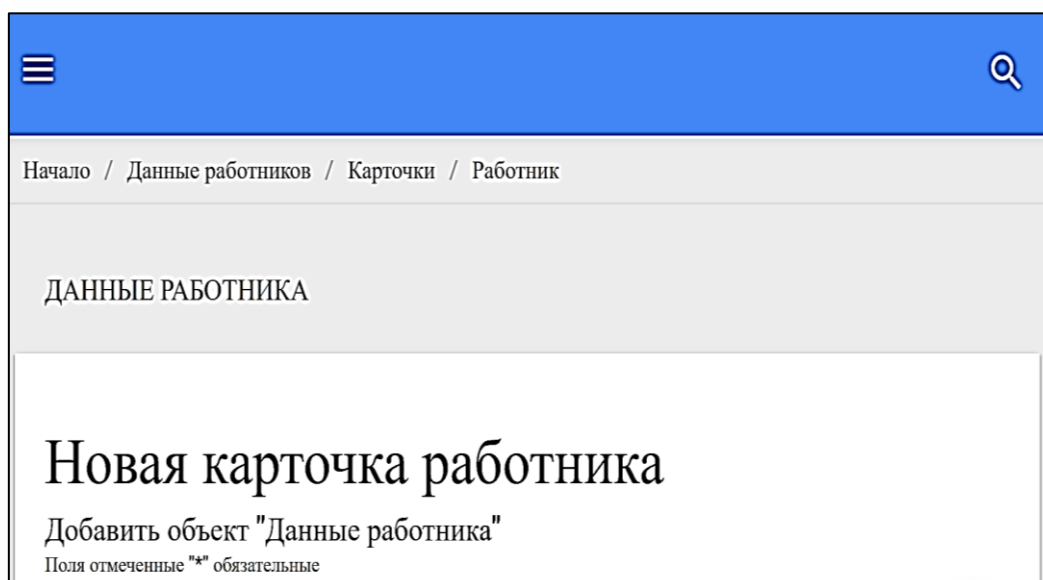 Начало / Данные работников / Карточки / Работник
ДАННЫЕ РАБОТНИКА
Новая карточка работника
Добавить объект "Данные работника"
Поля отмеченные "*" обязательные